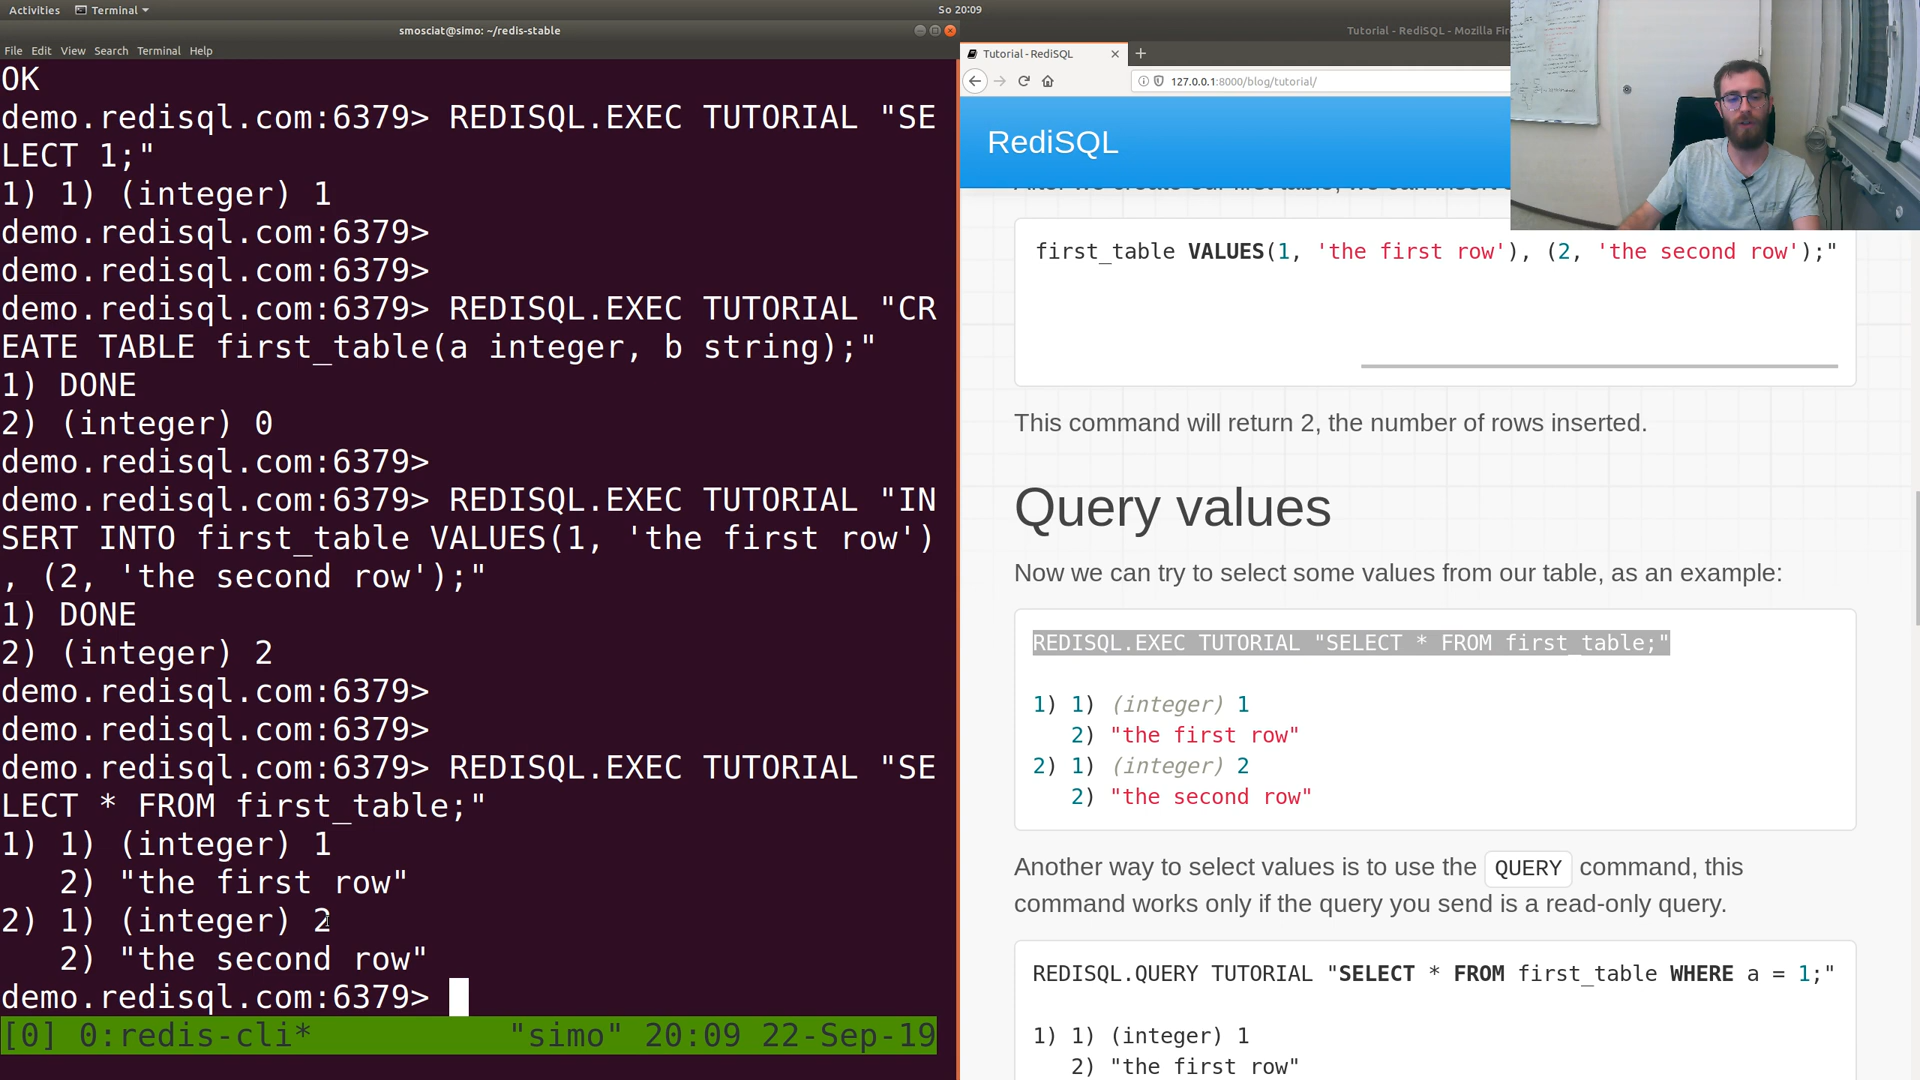 Activities Terminal So 20:09
smosciat@simo: ~/redis-stable
File Edit View Search Terminal Help
OK
demo.redisql.com:6379> REDISQL.EXEC TUTORIAL "SE
LECT 1;"
1) 1) (integer) 1
demo.redisql.com:6379>
demo.redisql.com:6379>
demo.redisql.com:6379> REDISQL.EXEC TUTORIAL "CR
EATE TABLE first_table(a integer, b string);"
1) DONE
2) (integer) 0
demo.redisql.com:6379>
demo.redisql.com:6379> REDISQL.EXEC TUTORIAL "IN
SERT INTO first_table VALUES(1, 'the first row')
, (2, 'the second row');"
1) DONE
2) (integer) 2
demo.redisql.com:6379>
demo.redisql.com:6379>
demo.redisql.com:6379> REDISQL.EXEC TUTORIAL "SE
LECT * FROM first_table;"
1) 1) (integer) 1
2) "the first row"
2) 1) (integer) 2
2) "the second row"
demo.redisql.com:6379>
[0] 0:redis-cli* "simo" 20:09 22-Sep-19
Tutorial - RediSQL - Mozilla
Tutorial - RediSQL
127.0.0.1:8000/blog/tutorial/
RediSQL
After we create our first table, we can insert
first_table VALUES(1, 'the first row'), (2, 'the second row');"
This command will return 2, the number of rows inserted.
Query values
Now we can try to select some values from our table, as an example:
REDISQL.EXEC TUTORIAL "SELECT * FROM first_table;"
1) 1) (integer) 1
2) "the first row"
2) 1) (integer) 2
2) "the second row"
Another way to select values is to use the QUERY command, this
command works only if the query you send is a read-only query.
REDISQL.QUERY TUTORIAL "SELECT * FROM first_table WHERE a = 1;"
1) 1) (integer) 1
2) "the first row"